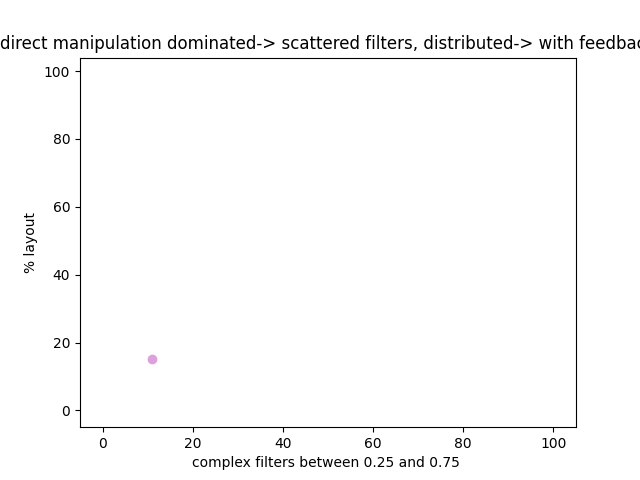 direct manipulation dominated-> scattered filters, distributed-> with
100
80
60
40
20
0
% layout
0 20 40 60 80 100
complex filters between 0.25 and 0.75